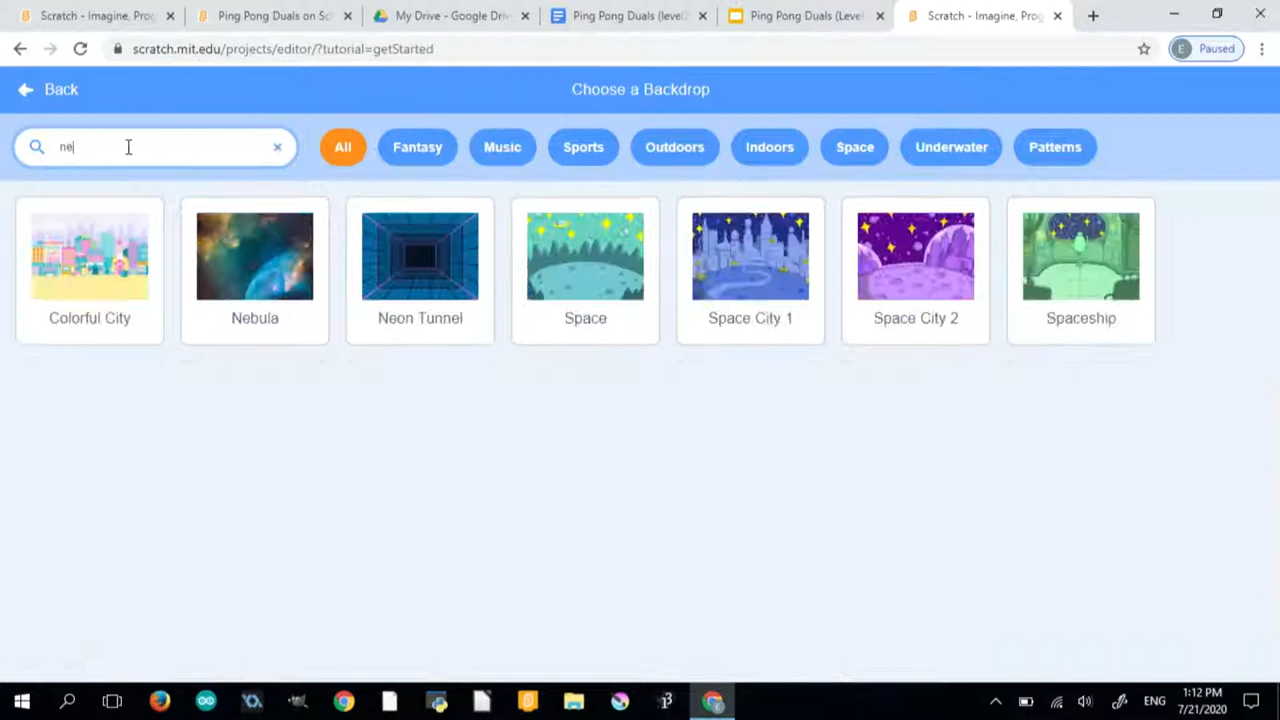 Scratch - Imagine, Prog
Ping Pong Duals on Scr
My Drive - Google Driv
Ping Pong Duals (level2
Ping Pong Duals (Level
Scratch - Imagine, Prog
scratch.mit.edu/projects/editor/?tutorial=getStarted
E
Paused
Back
Choose a Backdrop
ne
All
Fantasy
Music
Sports
Outdoors
Indoors
Space
Underwater
Patterns
Colorful City
Nebula
Neon Tunnel
Space
Space City 1
Space City 2
Spaceship
ENG
1:12 PM
7/21/2020